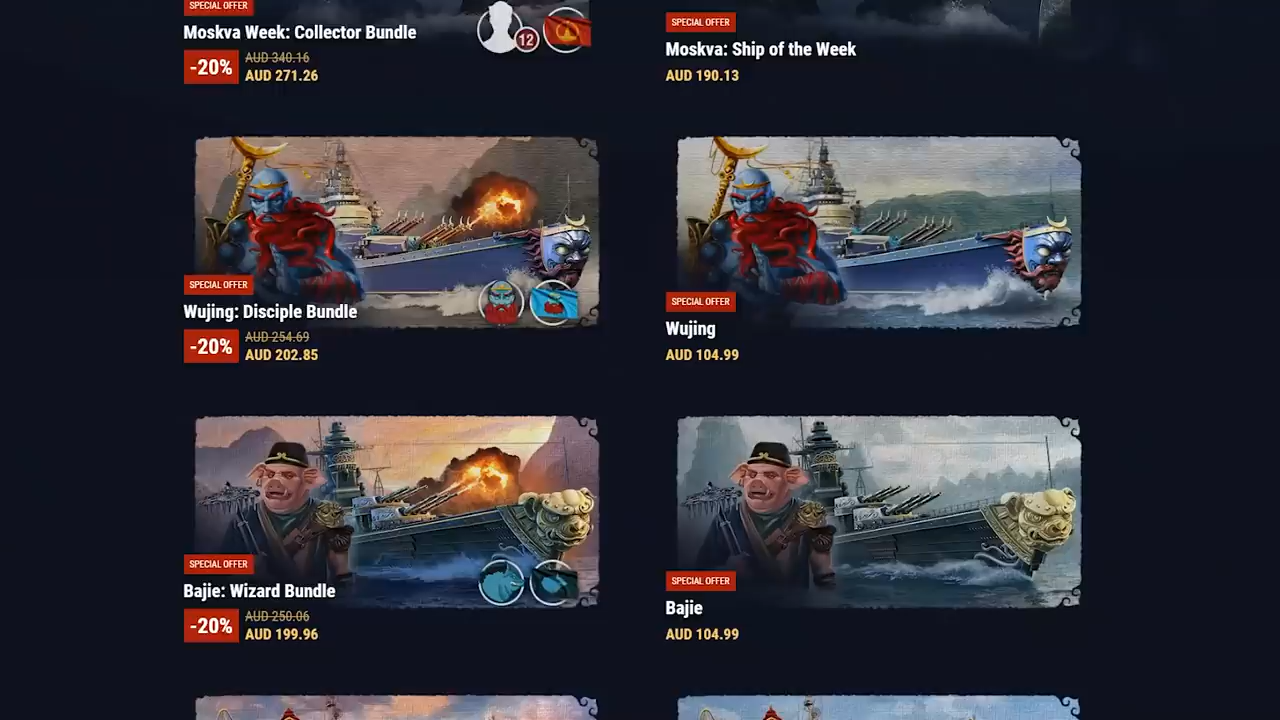 SPECIAL OFFER
Moskva Week: Collector Bundle
12
-20%
AUD 340.16
AUD 271.26
SPECIAL OFFER
Moskva: Ship of the Week
AUD 190.13
SPECIAL OFFER
Wujing: Disciple Bundle
-20%
AUD 254.69
AUD 202.85
SPECIAL OFFER
Wujing
AUD 104.99
SPECIAL OFFER
Bajie: Wizard Bundle
-20%
AUD 250.06
AUD 199.96
SPECIAL OFFER
Bajie
AUD 104.99